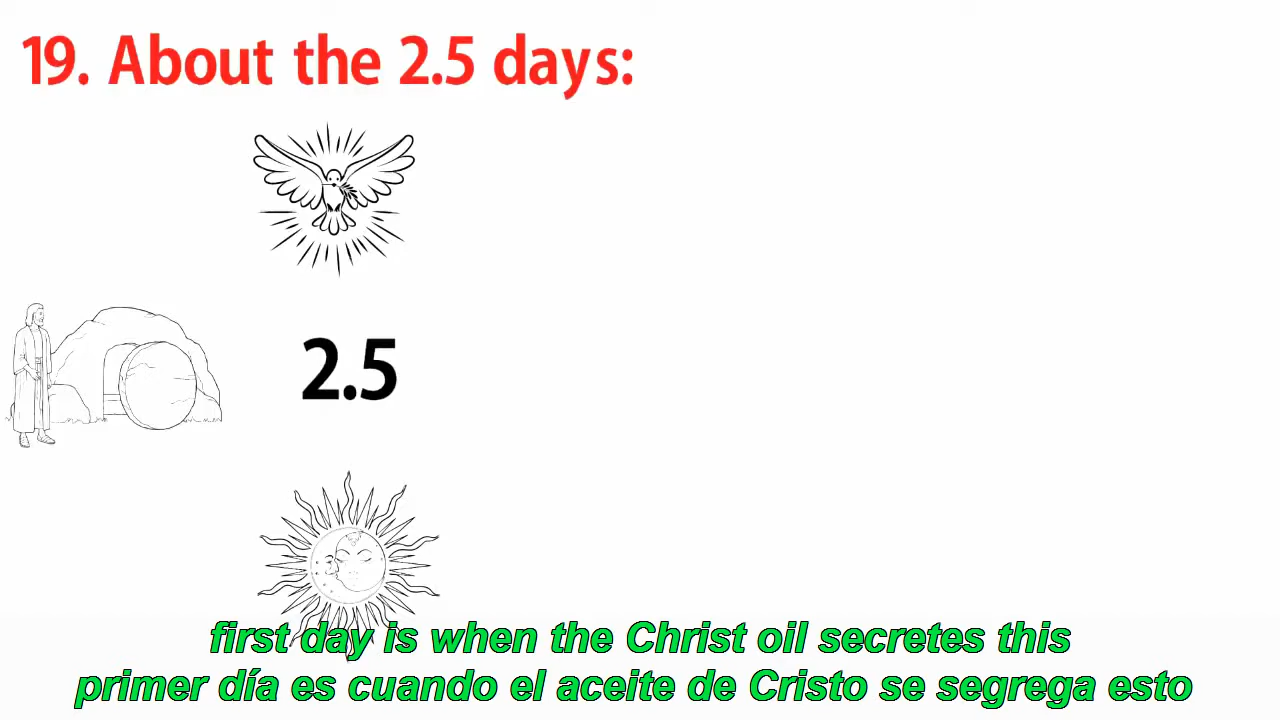 19. About the 2.5 days:
2.5
first day is when the Christ oil secretes this
primer día es cuando el aceite de Cristo se segrega esto